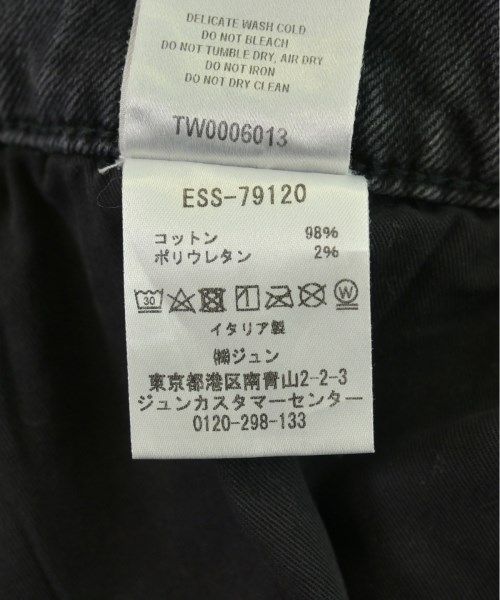 DELICATE WASH COLD
DO NOT BLEACH
DO NOT TUMBLE DRY, AIR DRY
DO NOT IRON
DO NOT DRY CLEAN
TW0006013
ESS-79120
コットン 98%
ポリウレタン 2%
30 W
イタリア製
㈱ジュン
東京都港区南青山2-2-3
ジュンカスタマーセンター
0120-298-133